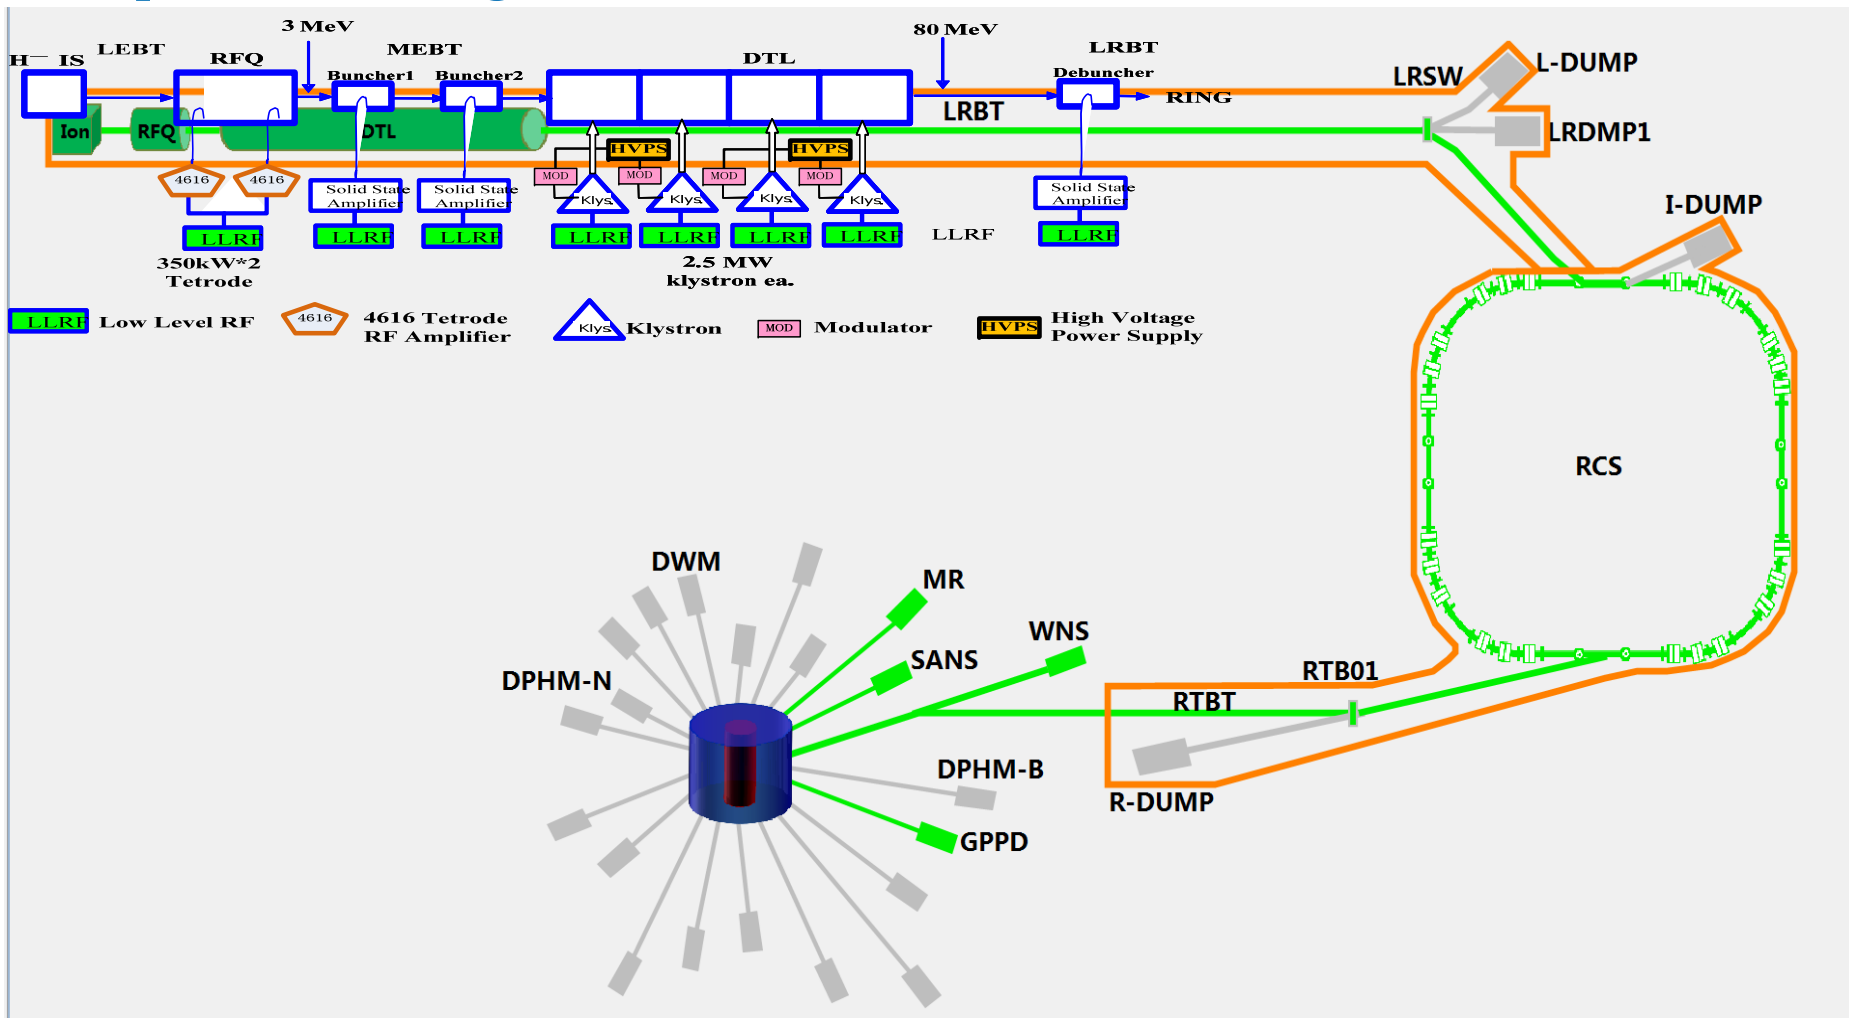 3 MeV
80 MeV
H— IS
LEBT
RFQ
MEBT
DTL
LRBT
Buncher1
Buncher2
Debuncher
RING
LRSW
L-DUMP
LRBT
LRDMP1
Ion
RFQ
DTL
HVPS
HVPS
MOD
MOD
MOD
MOD
4616
4616
Solid State
Amplifier
Solid State
Amplifier
Klys.
Klys.
Klys.
Klys.
Solid State
Amplifier
LLRF
LLRF
LLRF
LLRF
LLRF
LLRF
LLRF
LLRF
LLRF
350kW*2
Tetrode
2.5 MW
klystron ea.
I-DUMP
LLRF
Low Level RF
4616
4616 Tetrode
RF Amplifier
Klys.
Klystron
MOD
Modulator
HVPS
High Voltage
Power Supply
RCS
DWM
MR
WNS
SANS
DPHM-N
RTB01
RTBT
DPHM-B
R-DUMP
GPPD